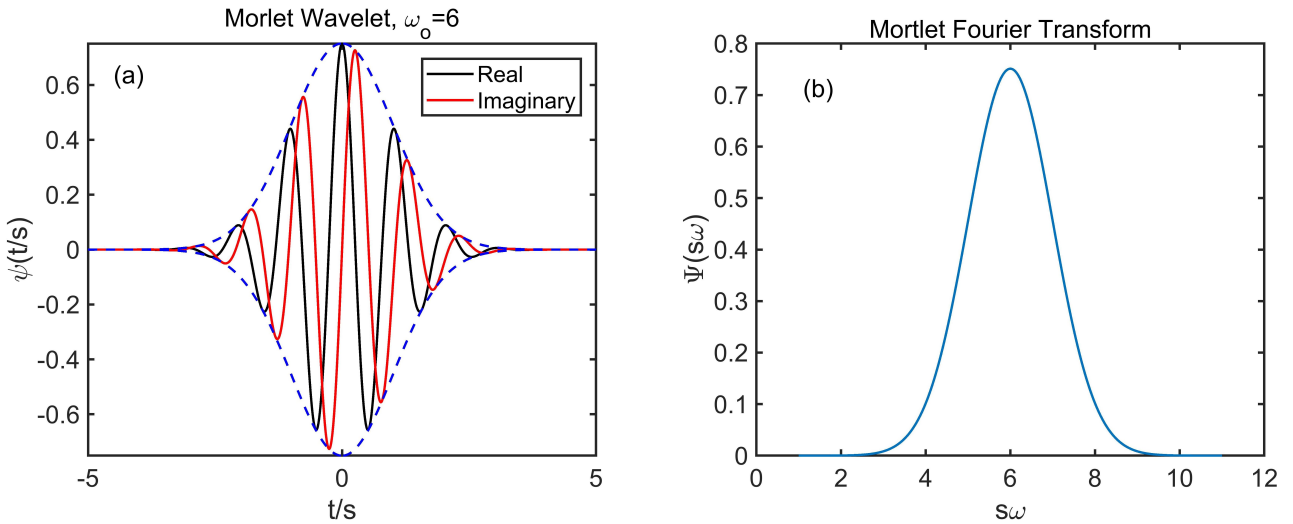 Morlet Wavelet, ω₀=6
(a)
Real
Imaginary
0.6
0.4
0.2
0
-0.2
-0.4
-0.6
ψ(t/s)
-5
0
5
t/s
Mortlet Fourier Transform
(b)
0.8
0.7
0.6
0.5
0.4
0.3
0.2
0.1
0
Ψ(sω)
0
2
4
6
8
10
12
sω